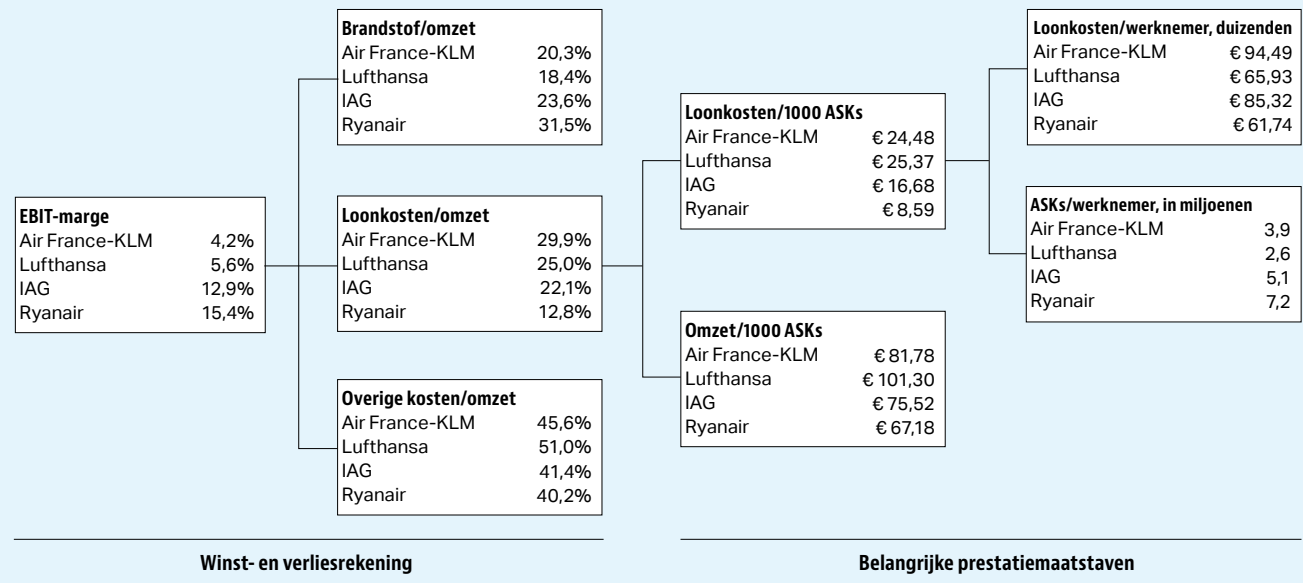 EBIT-marge
Air France-KLM 4,2%
Lufthansa 5,6%
IAG 12,9%
Ryanair 15,4%
Brandstof/omzet
Air France-KLM 20,3%
Lufthansa 18,4%
IAG 23,6%
Ryanair 31,5%
Loonkosten/omzet
Air France-KLM 29,9%
Lufthansa 25,0%
IAG 22,1%
Ryanair 12,8%
Overige kosten/omzet
Air France-KLM 45,6%
Lufthansa 51,0%
IAG 41,4%
Ryanair 40,2%
Loonkosten/1000 ASKs
Air France-KLM € 24,48
Lufthansa € 25,37
IAG € 16,68
Ryanair € 8,59
Omzet/1000 ASKs
Air France-KLM € 81,78
Lufthansa € 101,30
IAG € 75,52
Ryanair € 67,18
Loonkosten/werknemer, duizenden
Air France-KLM € 94,49
Lufthansa € 65,93
IAG € 85,32
Ryanair € 61,74
ASKs/werknemer, in miljoenen
Air France-KLM 3,9
Lufthansa 2,6
IAG 5,1
Ryanair 7,2
Winst- en verliesrekening
Belangrijke prestatiemaatstaven